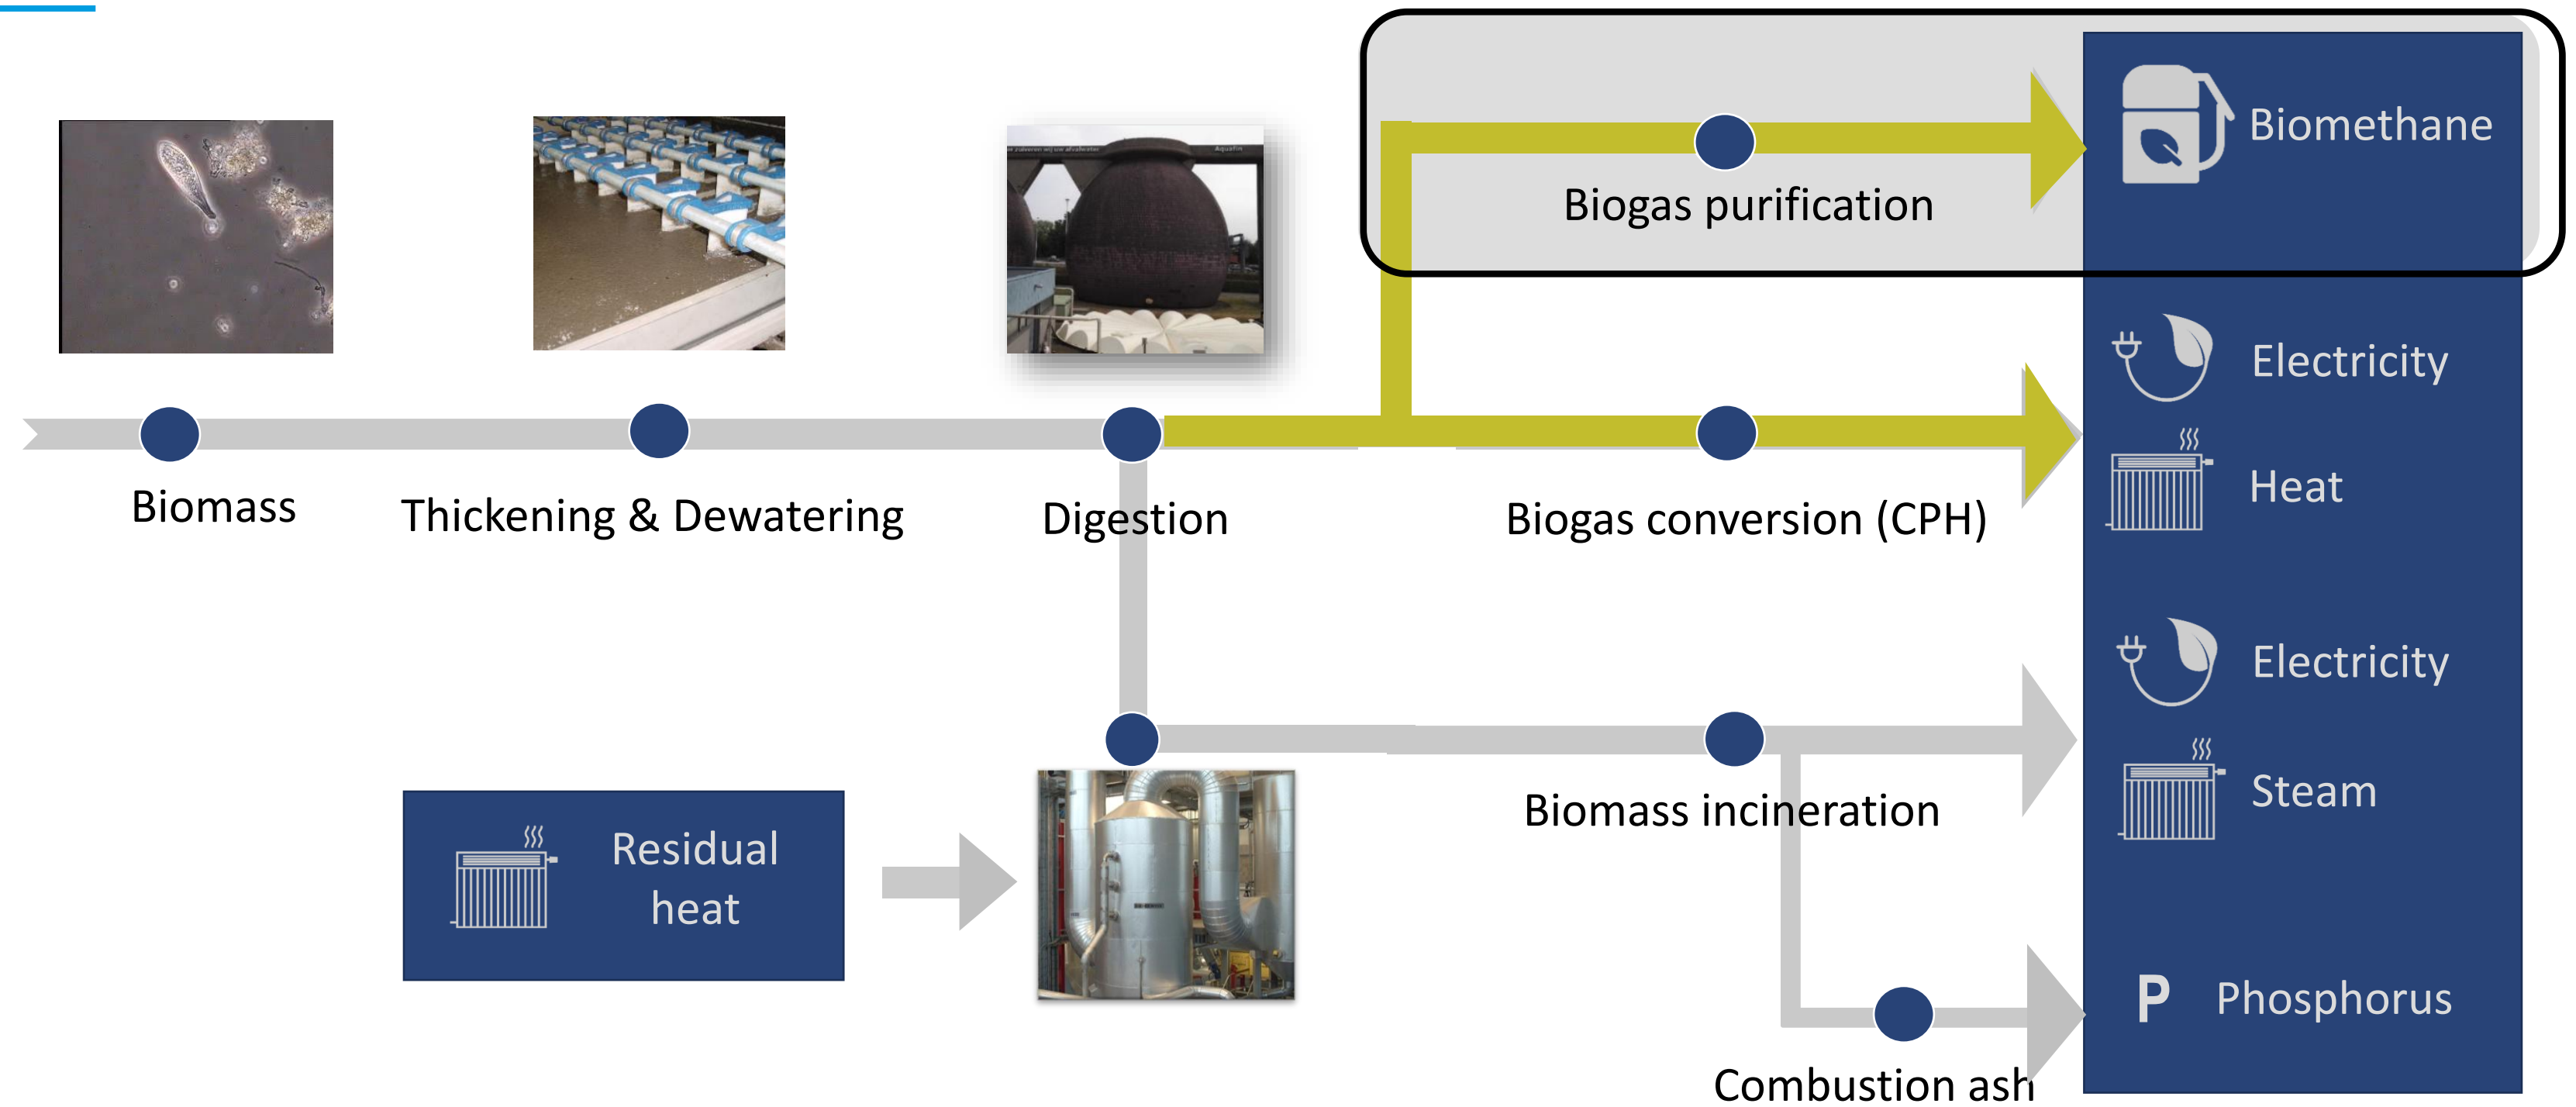 Biomethane
Biogas purification
Aquafin
Electricity
Heat
Biomass
Thickening & Dewatering
Digestion
Biogas conversion (CPH)
Electricity
Steam
Biomass incineration
Residual
heat
P Phosphorus
Combustion ash